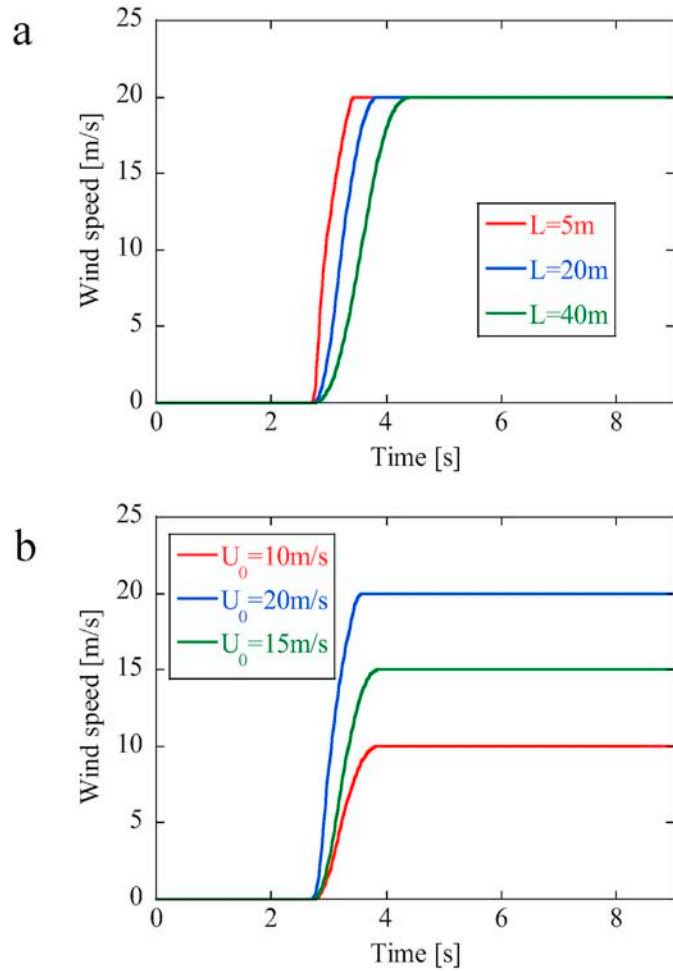 a
25
20
15
10
5
0
Wind speed [m/s]
L=5m
L=20m
L=40m
0 2 4 6 8
Time [s]
b
25
20
15
10
5
0
Wind speed [m/s]
U₀=10m/s
U₀=20m/s
U₀=15m/s
0 2 4 6 8
Time [s]